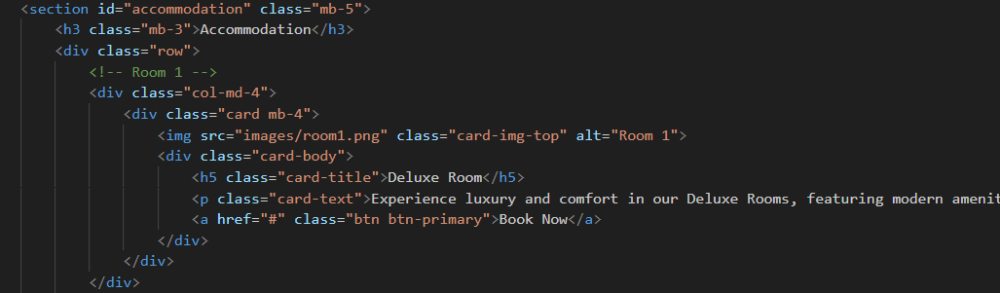 <section id="accommodation" class="mb-5">
<h3 class="mb-3">Accommodation</h3>
<div class="row">
<!-- Room 1 -->
<div class="col-md-4">
<div class="card mb-4">
<img src="images/room1.png" class="card-img-top" alt="Room 1">
<div class="card-body">
<h5 class="card-title">Deluxe Room</h5>
<p class="card-text">Experience luxury and comfort in our Deluxe Rooms, featuring modern amenit
<a href="#" class="btn btn-primary">Book Now</a>
</div>
</div>
</div>